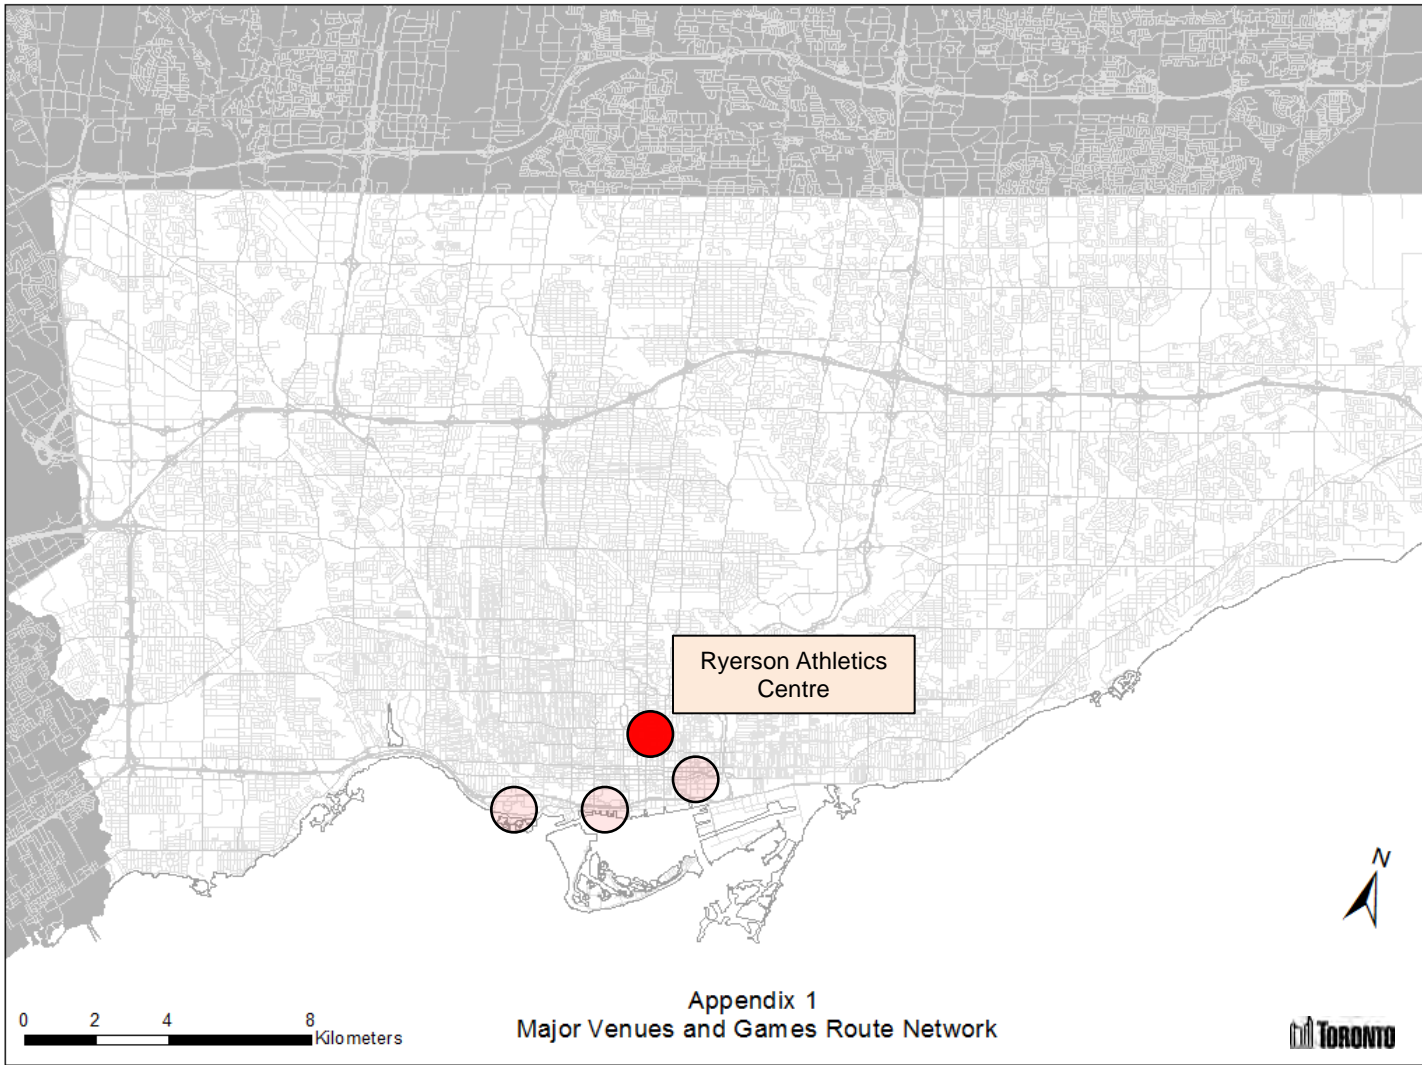 Ryerson Athletics
Centre
N
0 2 4 8
Kilometers
Appendix 1
Major Venues and Games Route Network
TORONTO